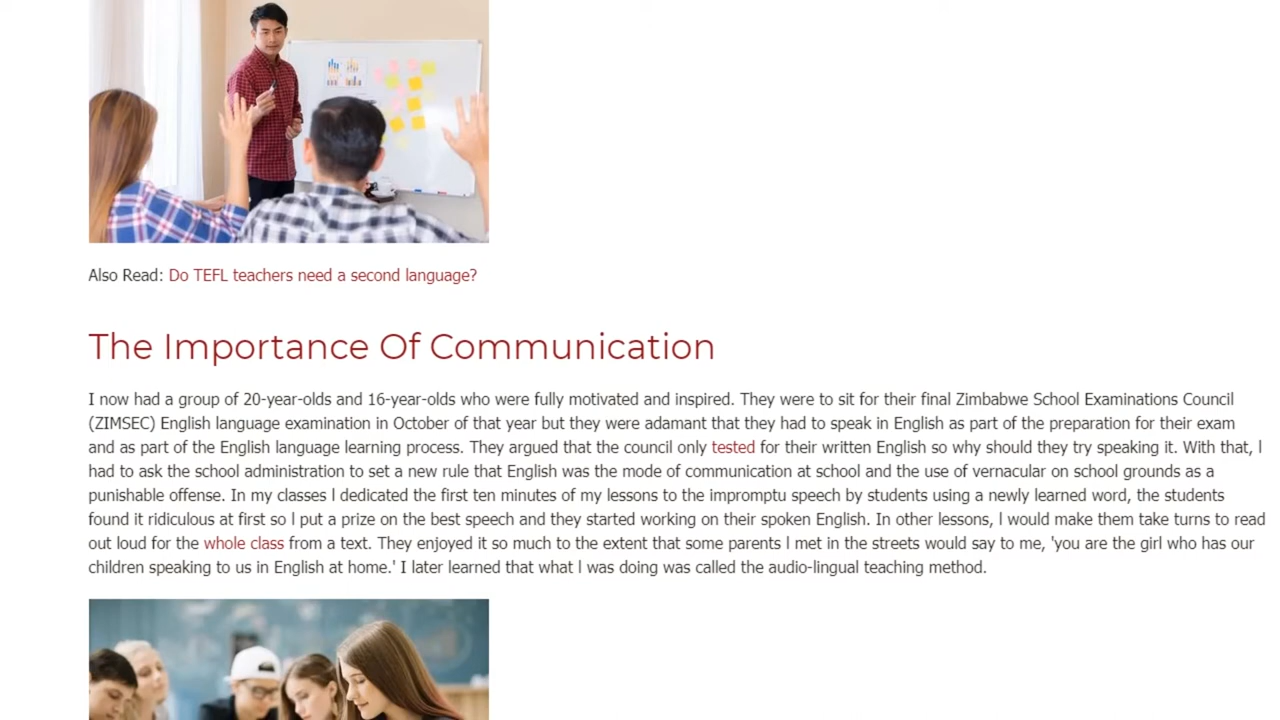 Also Read: Do TEFL teachers need a second language?
The Importance Of Communication
I now had a group of 20-year-olds and 16-year-olds who were fully motivated and inspired. They were to sit for their final Zimbabwe School Examinations Council
(ZIMSEC) English language examination in October of that year but they were adamant that they had to speak in English as part of the preparation for their exam
and as part of the English language learning process. They argued that the council only tested for their written English so why should they try speaking it. With that, I
had to ask the school administration to set a new rule that English was the mode of communication at school and the use of vernacular on school grounds as a
punishable offense. In my classes I dedicated the first ten minutes of my lessons to the impromptu speech by students using a newly learned word, the students
found it ridiculous at first so I put a prize on the best speech and they started working on their spoken English. In other lessons, I would make them take turns to read
out loud for the whole class from a text. They enjoyed it so much to the extent that some parents I met in the streets would say to me, 'you are the girl who has our
children speaking to us in English at home.' I later learned that what I was doing was called the audio-lingual teaching method.